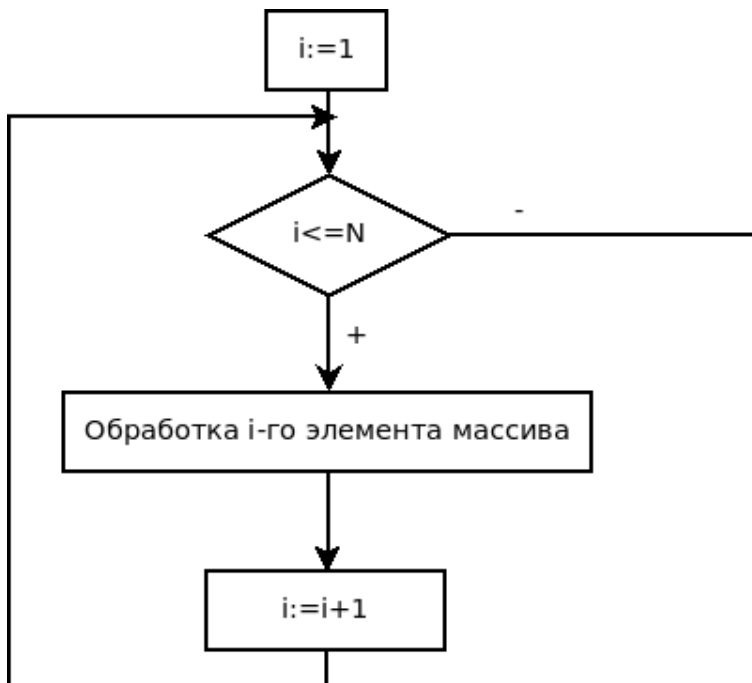 i:=1
i<=N
-
+
Обработка i-го элемента массива
i:=i+1